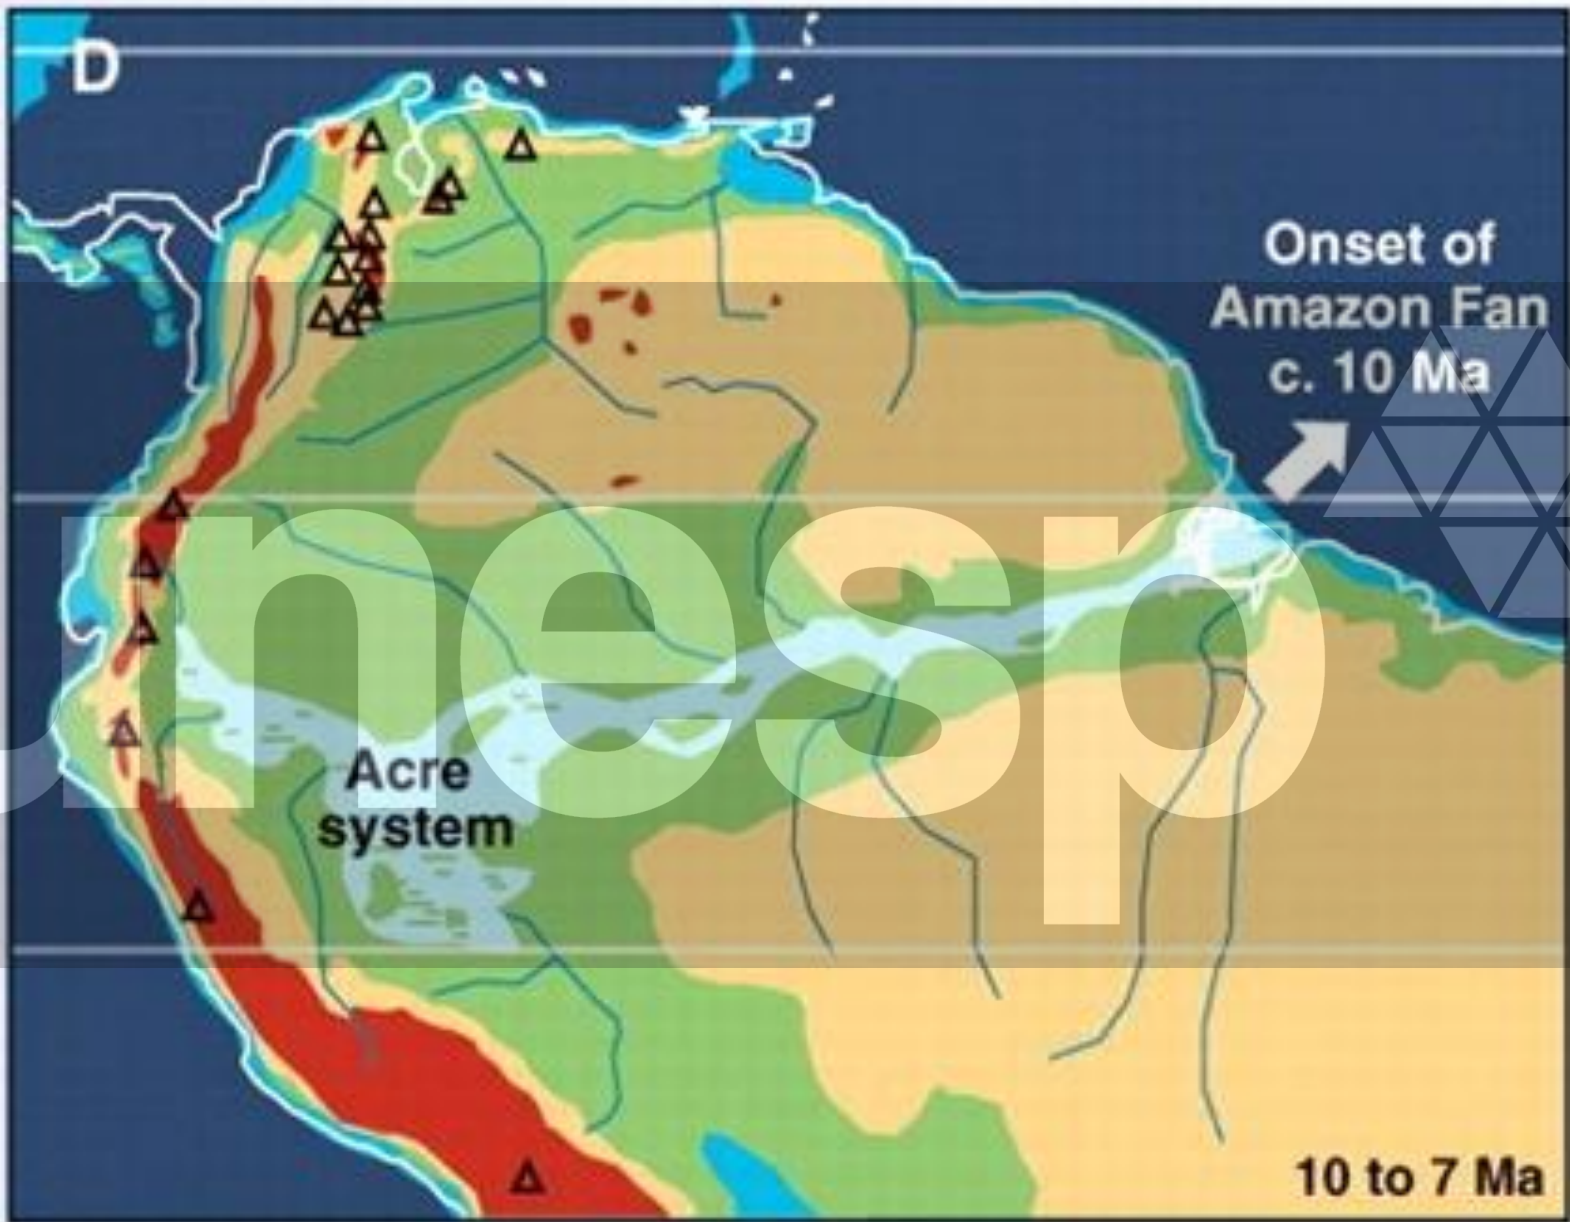 D
Onset of
Amazon Fan
c. 10 Ma
unesp
Acre
system
10 to 7 Ma